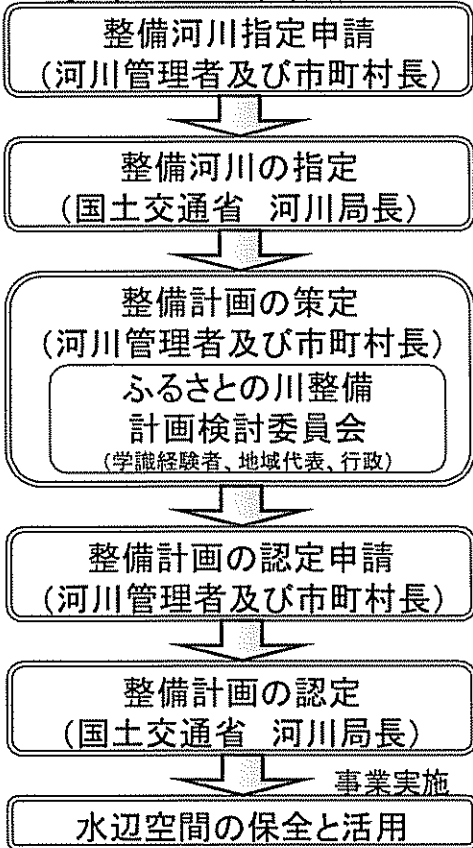 整備河川指定申請
(河川管理者及び市町村長)
整備河川の指定
(国土交通省 河川局長)
整備計画の策定
(河川管理者及び市町村長)
ふるさとの川整備
計画検討委員会
(学識経験者、地域代表、行政)
整備計画の認定申請
(河川管理者及び市町村長)
整備計画の認定
(国土交通省 河川局長)
事業実施
水辺空間の保全と活用